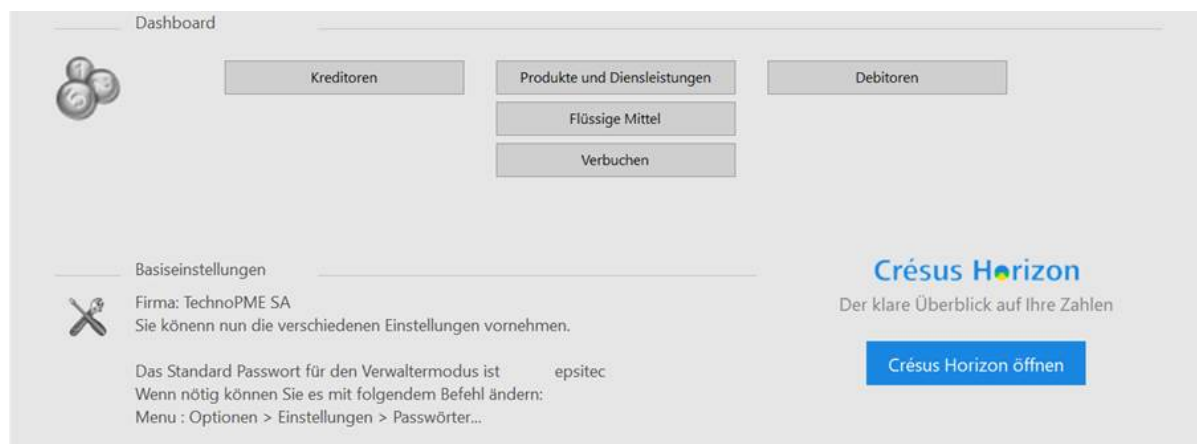 Dashboard
Kreditoren
Produkte und Diensleistungen
Debitoren
Flüssige Mittel
Verbuchen
Basiseinstellungen
Firma: TechnoPME SA
Sie könenn nun die verschiedenen Einstellungen vornehmen.
Das Standard Passwort für den Verwaltermodus ist epsitec
Wenn nötig können Sie es mit folgendem Befehl ändern:
Menu : Optionen > Einstellungen > Passwörter...
Crésus Horizon
Der klare Überblick auf Ihre Zahlen
Crésus Horizon öffnen